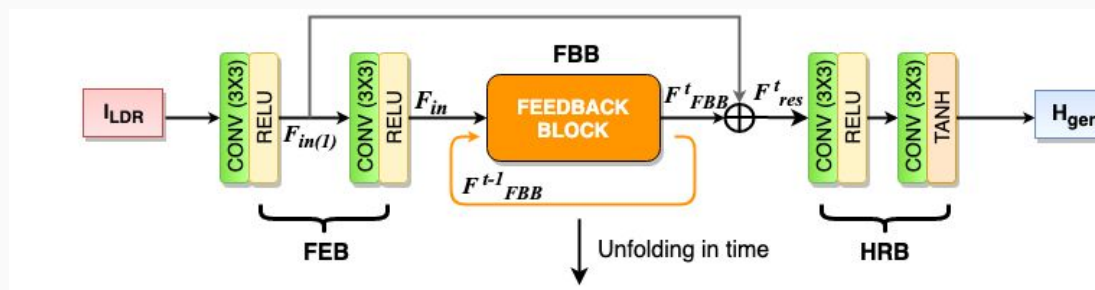 FBB
I_LDR
CONV (3X3)
RELU
F_in(1)
CONV (3X3)
RELU
F_in
FEEDBACK
BLOCK
F^t_FBB
F^t_res
CONV (3X3)
RELU
CONV (3X3)
TANH
H_gen
F^t-1_FBB
FEB
Unfolding in time
HRB